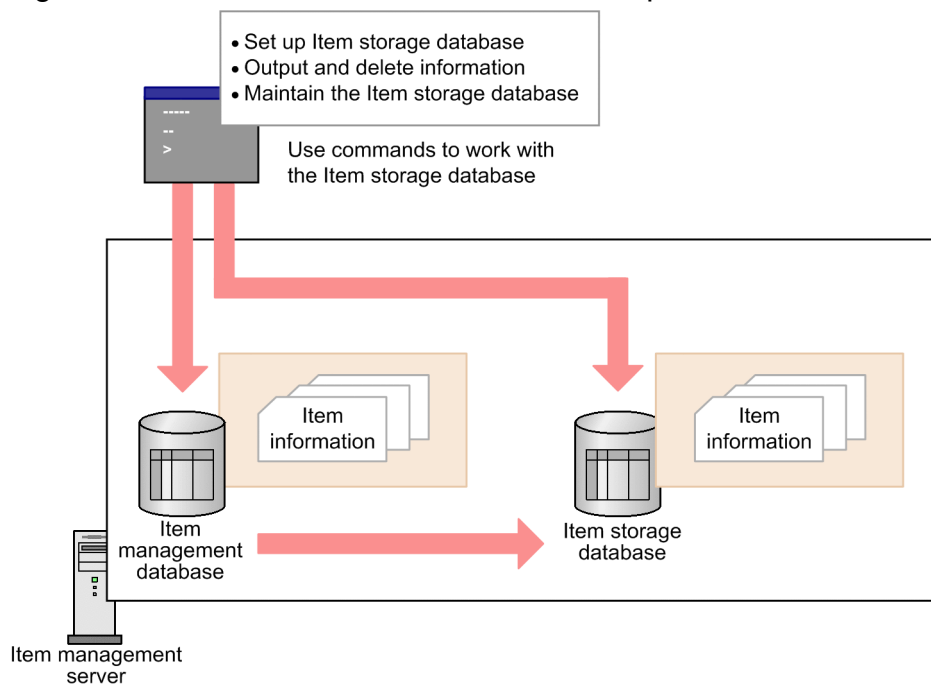 • Set up Item storage database
• Output and delete information
• Maintain the Item storage database
-----
--
>
Use commands to work with
the Item storage database
Item
information
Item
information
Item
management
database
Item storage
database
Item management
server